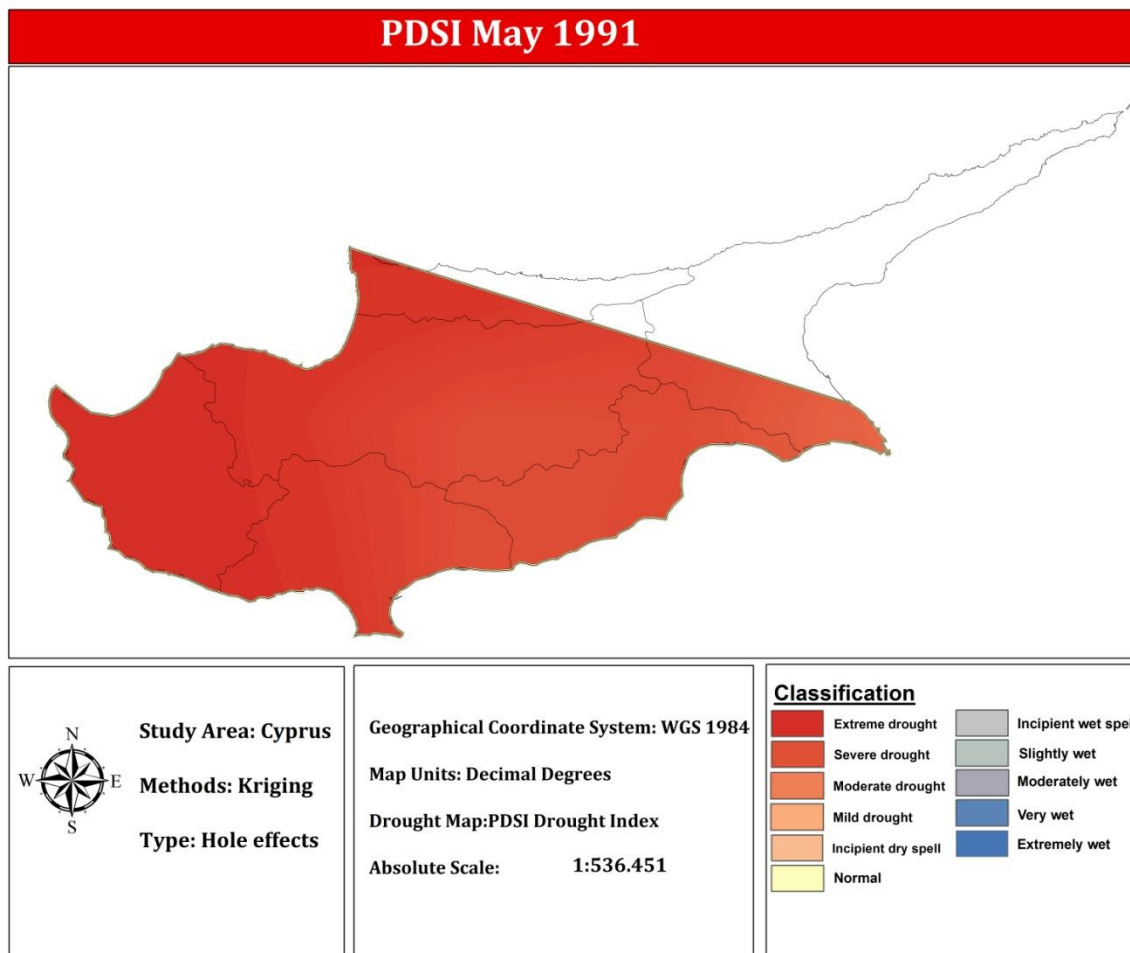 PDSI May 1991
N
W
E
S
Study Area: Cyprus
Methods: Kriging
Type: Hole effects
Geographical Coordinate System: WGS 1984
Map Units: Decimal Degrees
Drought Map:PDSI Drought Index
Absolute Scale: 1:536.451
Classification
Extreme drought
Severe drought
Moderate drought
Mild drought
Incipient dry spell
Normal
Incipient wet spel
Slightly wet
Moderately wet
Very wet
Extremely wet